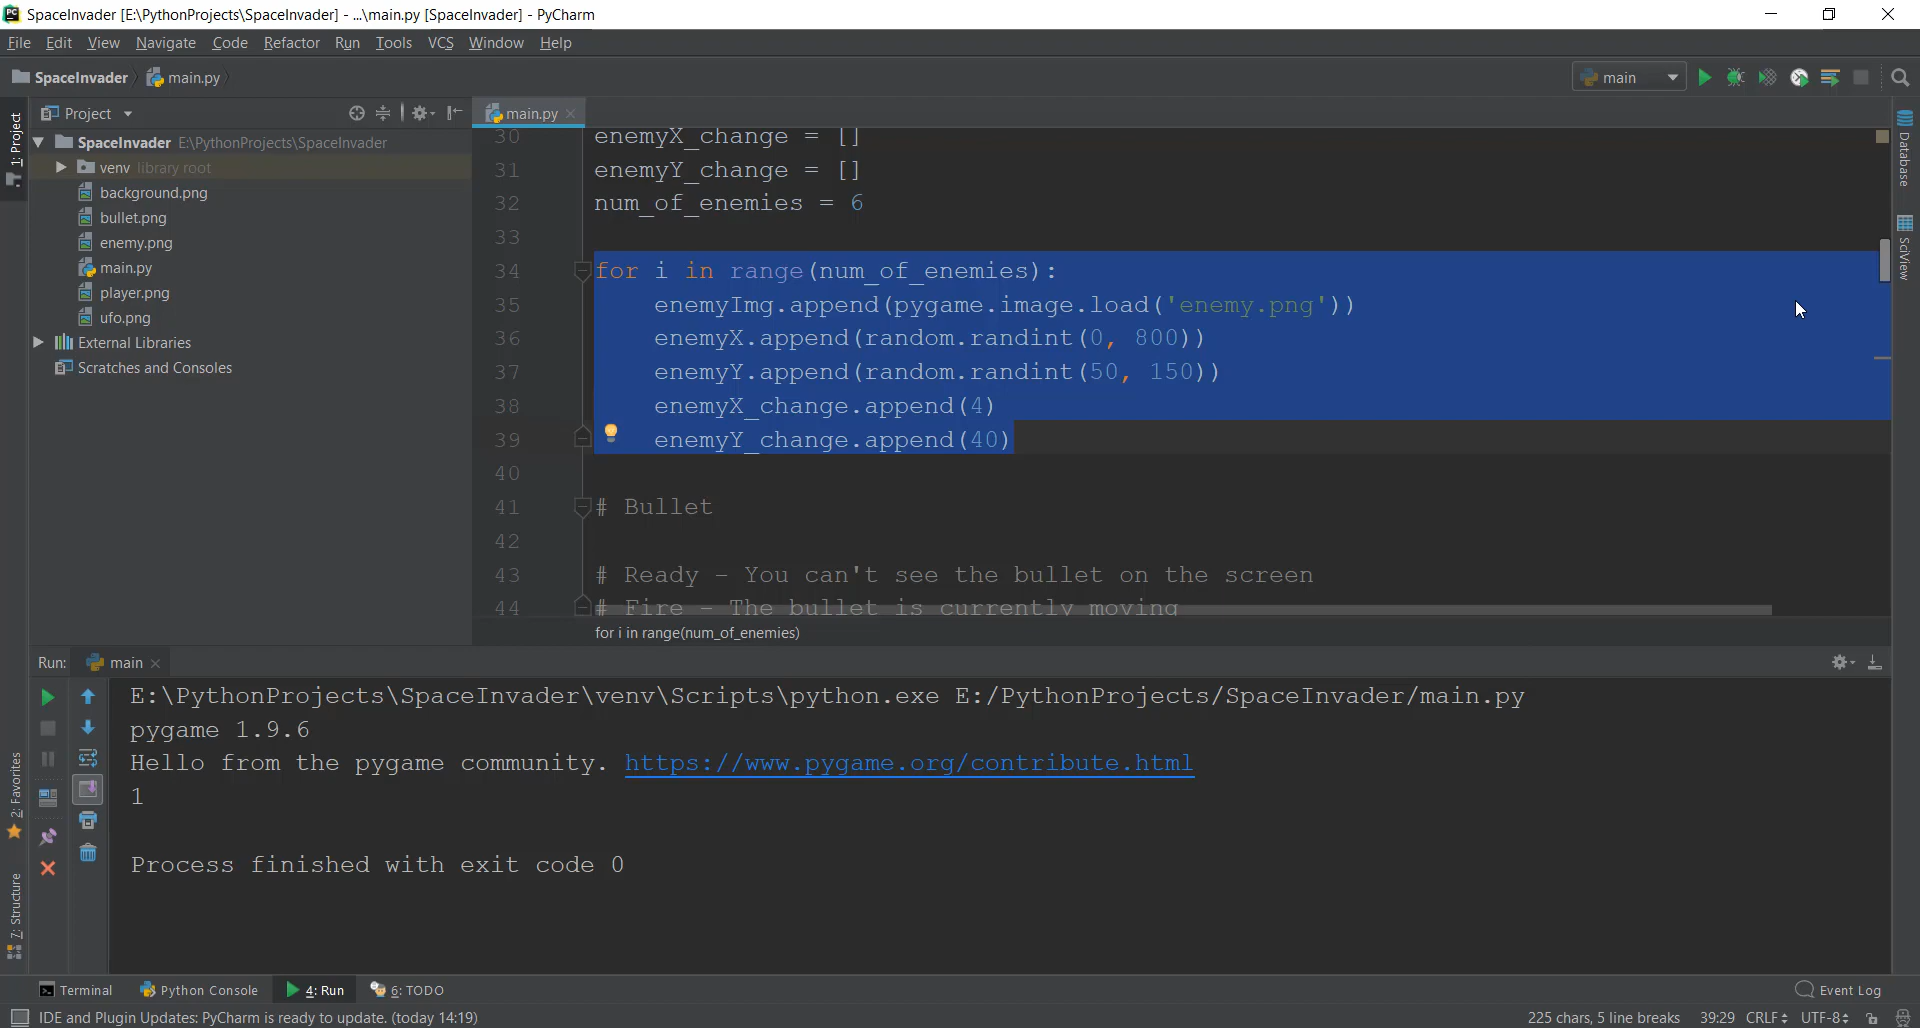 SpaceInvader [E:\PythonProjects\SpaceInvader] - ...\main.py [SpaceInvader] - PyCharm
File Edit View Navigate Code Refactor Run Tools VCS Window Help
SpaceInvader main.py main
Project main.py
1: Project
SpaceInvader E:\PythonProjects\SpaceInvader
venv library root
background.png
bullet.png
enemy.png
main.py
player.png
ufo.png
External Libraries
Scratches and Consoles
30 enemyX_change = []
31 enemyY_change = []
32 num_of_enemies = 6
33
34 for i in range(num_of_enemies):
35 enemyImg.append(pygame.image.load('enemy.png'))
36 enemyX.append(random.randint(0, 800))
37 enemyY.append(random.randint(50, 150))
38 enemyX_change.append(4)
39 enemyY_change.append(40)
40
41 # Bullet
42
43 # Ready - You can't see the bullet on the screen
44 # Fire - The bullet is currently moving
for i in range(num_of_enemies)
Database
SciView
Run: main
E:\PythonProjects\SpaceInvader\venv\Scripts\python.exe E:/PythonProjects/SpaceInvader/main.py
pygame 1.9.6
Hello from the pygame community. https://www.pygame.org/contribute.html
1
Process finished with exit code 0
2: Favorites
7: Structure
Terminal Python Console 4: Run 6: TODO Event Log
IDE and Plugin Updates: PyCharm is ready to update. (today 14:19) 225 chars, 5 line breaks 39:29 CRLF UTF-8